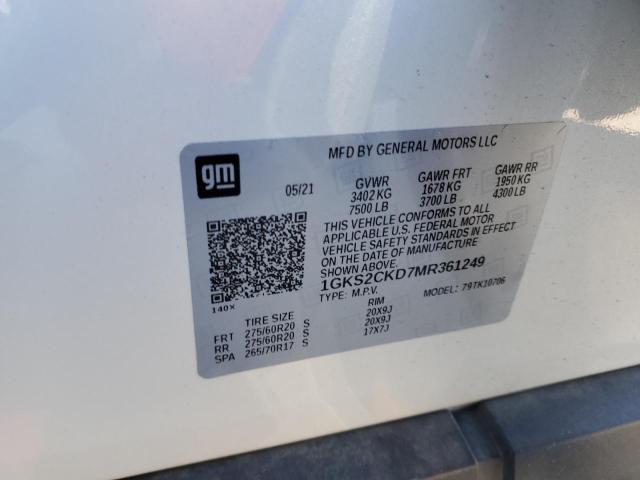 MFD BY GENERAL MOTORS LLC
gm
05/21
GVWR GAWR FRT GAWR RR
3402 KG 1678 KG 1950 KG
7500 LB 3700 LB 4300 LB
THIS VEHICLE CONFORMS TO ALL
APPLICABLE U.S. FEDERAL MOTOR
VEHICLE SAFETY STANDARDS IN EFFECT
ON THE DATE OF MANUFACTURE
SHOWN ABOVE.
1GKS2CKD7MR361249
TYPE: M.P.V. MODEL: 79TK10706
140X
TIRE SIZE RIM
FRT 275/60R20 S 20X9J
RR 275/60R20 S 20X9J
SPA 265/70R17 S 17X7J